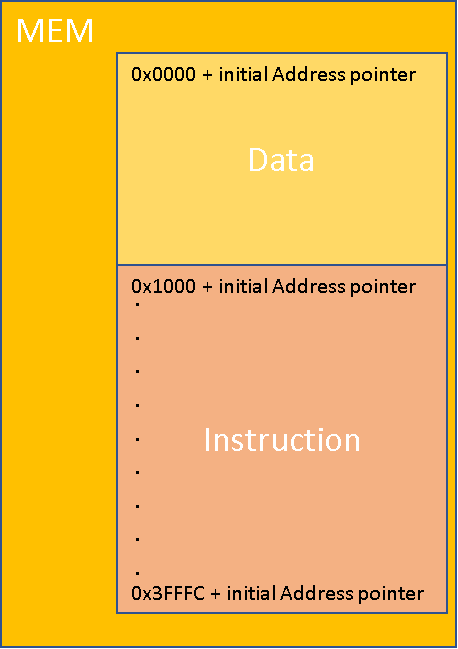 MEM
0x0000 + initial Address pointer
Data
0x1000 + initial Address pointer
Instruction
0x3FFFC + initial Address pointer